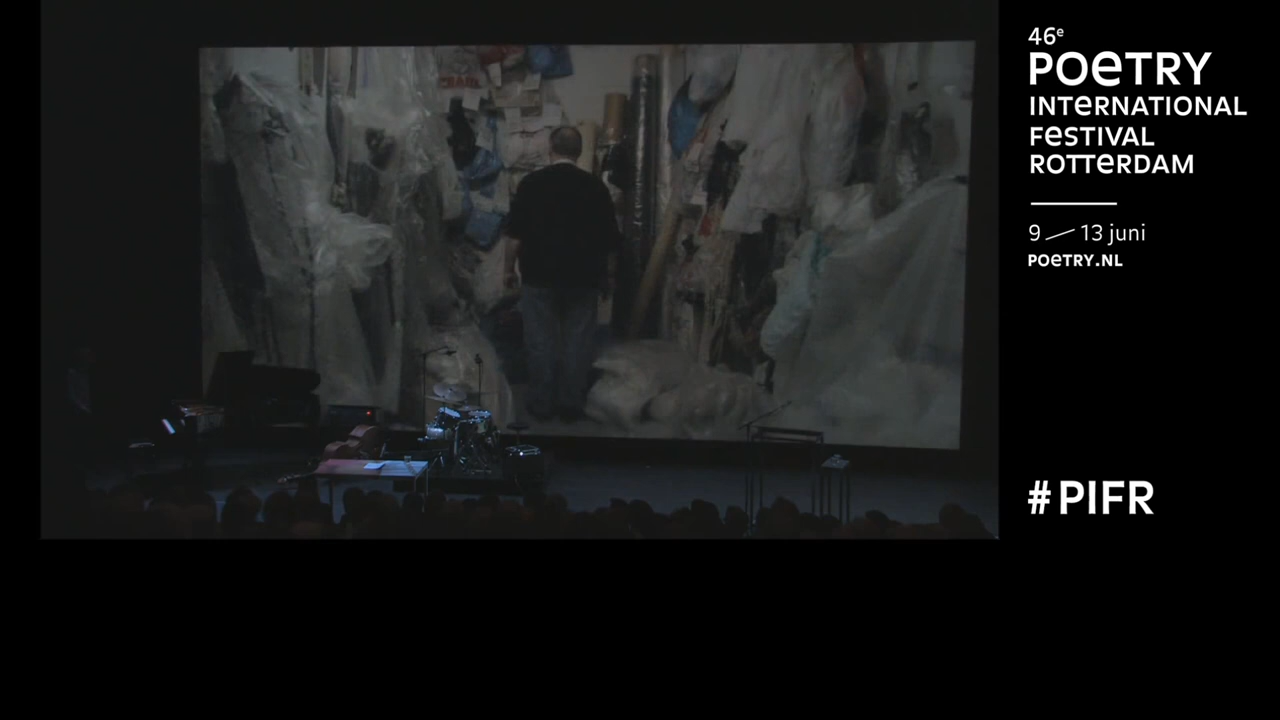 46e
POeTRY
INTeRNATIONAL
FeSTIVAL
ROTTeRDAM
9 — 13 juni
POeTRY.NL
#PIFR